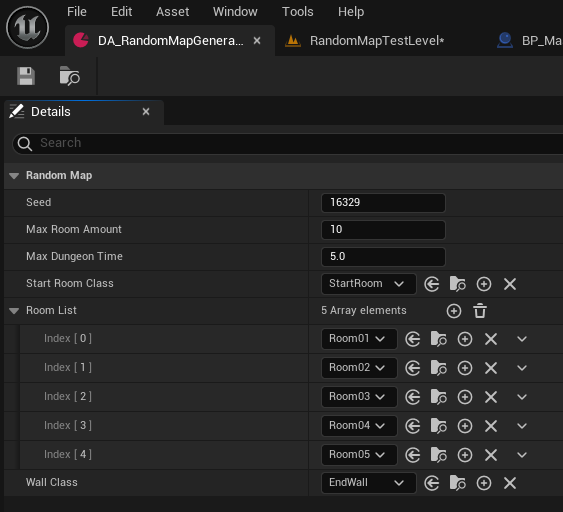 File Edit Asset Window Tools Help
DA_RandomMapGenera... RandomMapTestLevel* BP_Ma
Details
Search
Random Map
Seed 16329
Max Room Amount 10
Max Dungeon Time 5.0
Start Room Class StartRoom
Room List 5 Array elements
Index [ 0 ] Room01
Index [ 1 ] Room02
Index [ 2 ] Room03
Index [ 3 ] Room04
Index [ 4 ] Room05
Wall Class EndWall